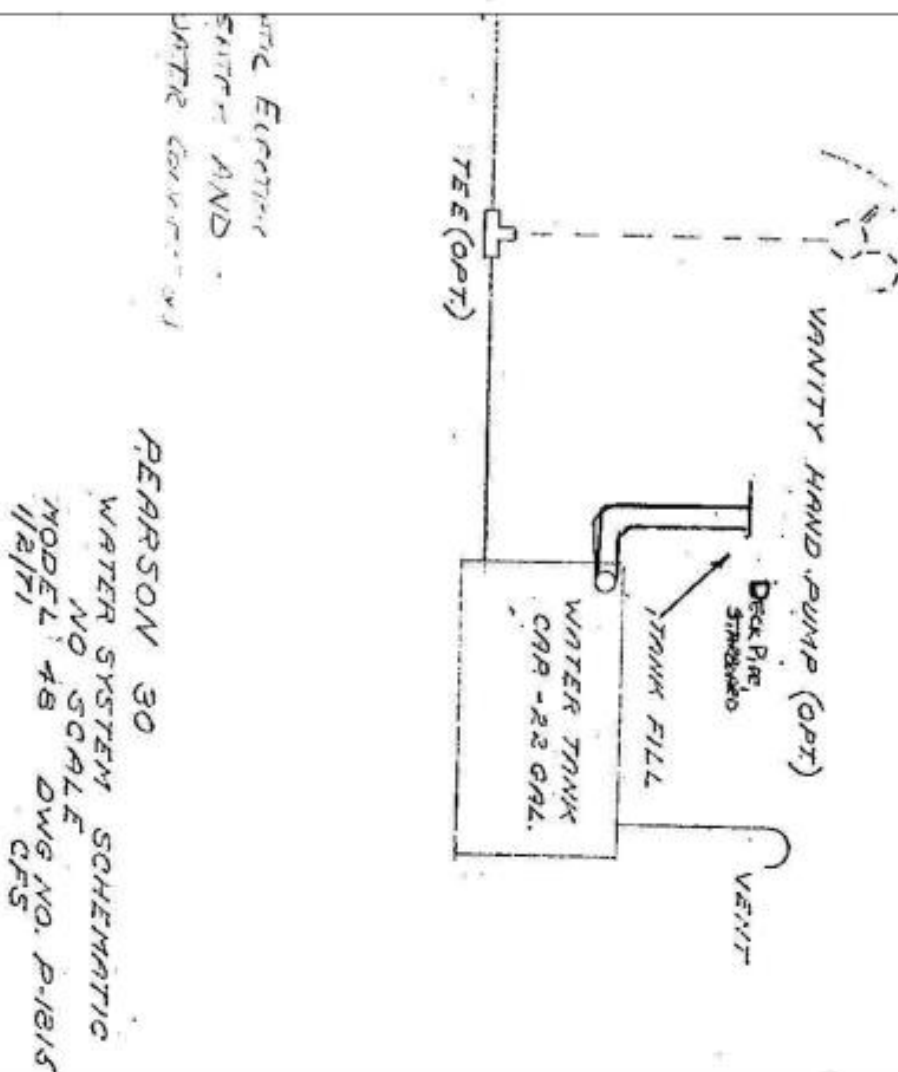 VANITY HAND PUMP (OPT.)
DECK PIPE,
STARBOARD
TANK FILL
VENT
WATER TANK
CAP - 22 GAL.
TEE (OPT.)
AND
PEARSON 30
WATER SYSTEM SCHEMATIC
NO SCALE
MODEL 48 DWG NO. P-1815
1/2/71 CFS